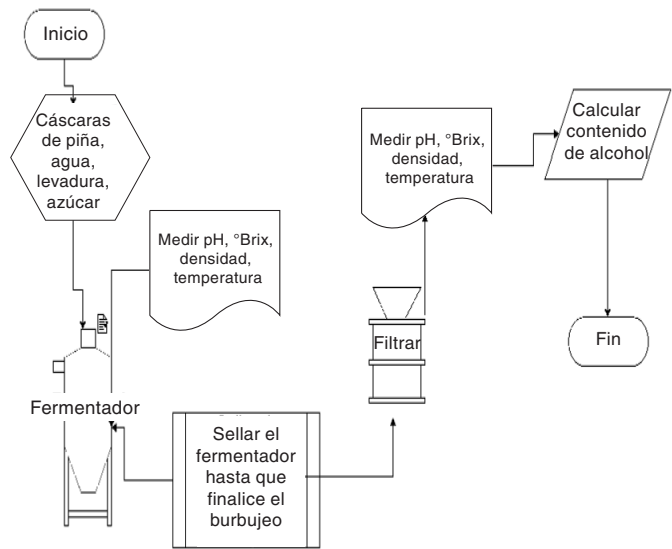 Inicio
Cáscaras
de piña,
agua,
levadura,
azúcar
Medir pH, °Brix,
densidad,
temperatura
Fermentador
Sellar el
fermentador
hasta que
finalice el
burbujeo
Filtrar
Medir pH, °Brix,
densidad,
temperatura
Calcular
contenido
de alcohol
Fin